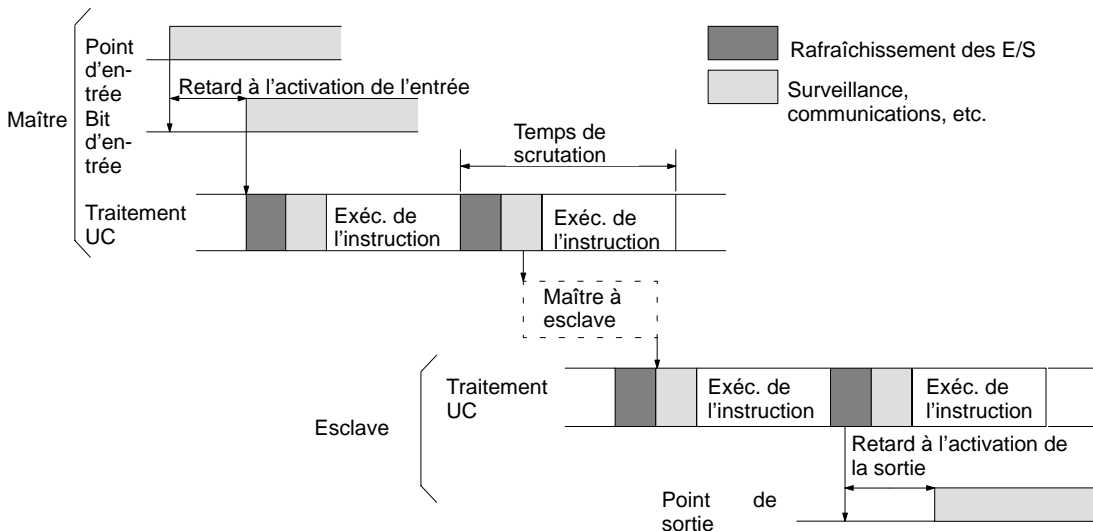 Point
d’en-
trée
Retard à l’activation de l’entrée
Maître
Bit
d’en-
trée
Rafraîchissement des E/S
Surveillance,
communications, etc.
Temps de
scrutation
Traitement
UC
Exéc. de
l’instruction
Exéc. de
l’instruction
Maître à
esclave
Esclave
Traitement
UC
Exéc. de
l’instruction
Exéc. de
l’instruction
Retard à l’activation de
la sortie
Point de
sortie